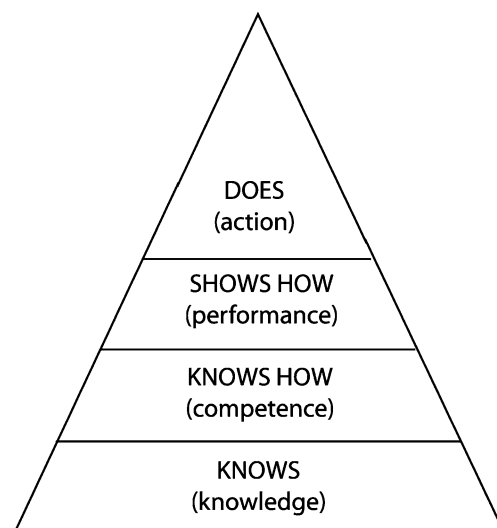 DOES
(action)
SHOWS HOW
(performance)
KNOWS HOW
(competence)
KNOWS
(knowledge)